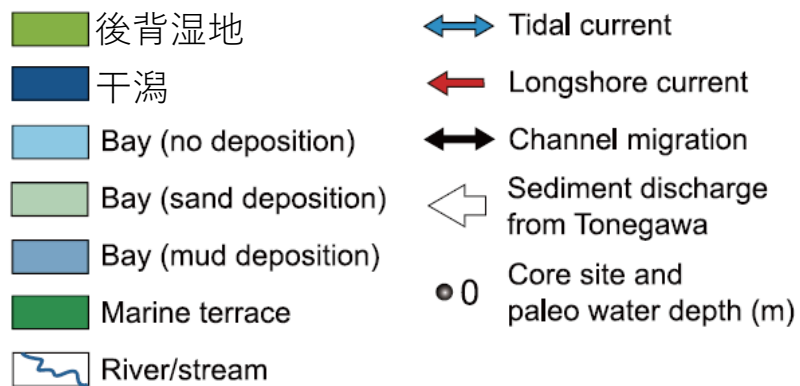 後背湿地
干潟
Bay (no deposition)
Bay (sand deposition)
Bay (mud deposition)
Marine terrace
River/stream
Tidal current
Longshore current
Channel migration
Sediment discharge
from Tonegawa
0
Core site and
paleo water depth (m)